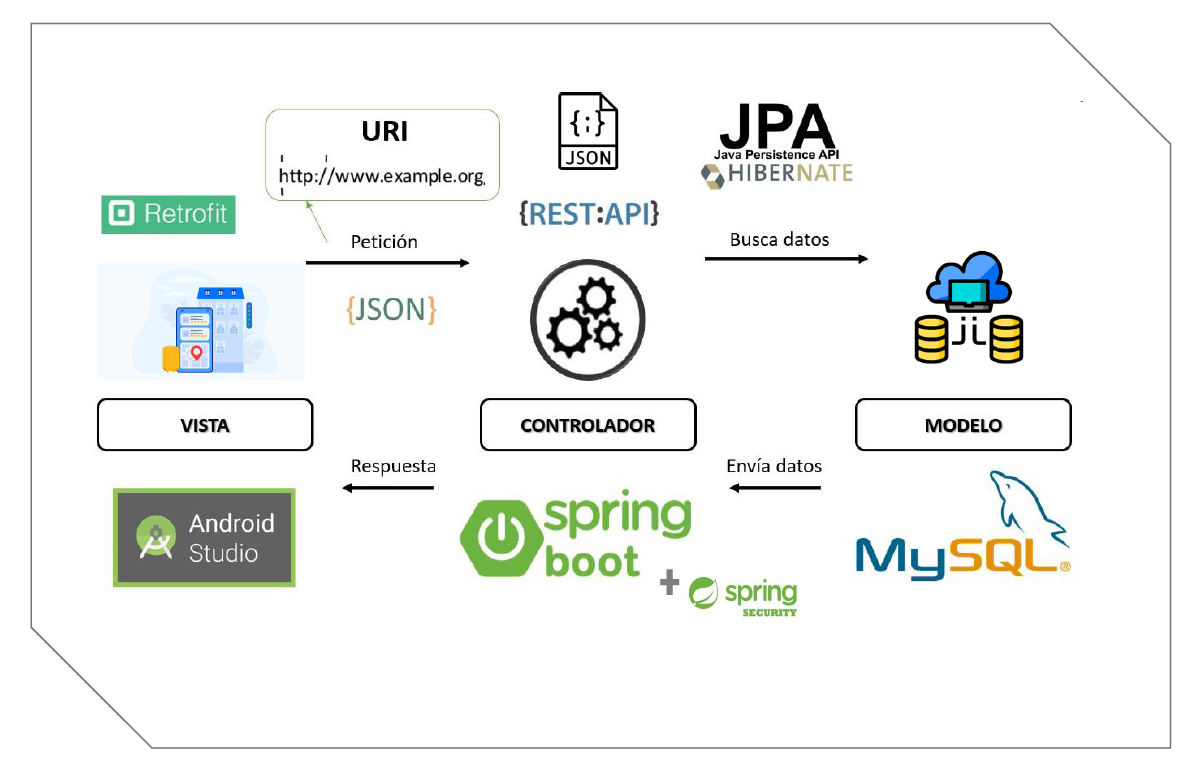 URI
http://www.example.org
Retrofit
Petición
{JSON}
{:}
JSON
{REST:API}
JPA
Java Persistence API
HIBERNATE
Busca datos
VISTA
CONTROLADOR
MODELO
Respuesta
Envía datos
Android
Studio
spring
boot
+
spring
SECURITY
MySQL®